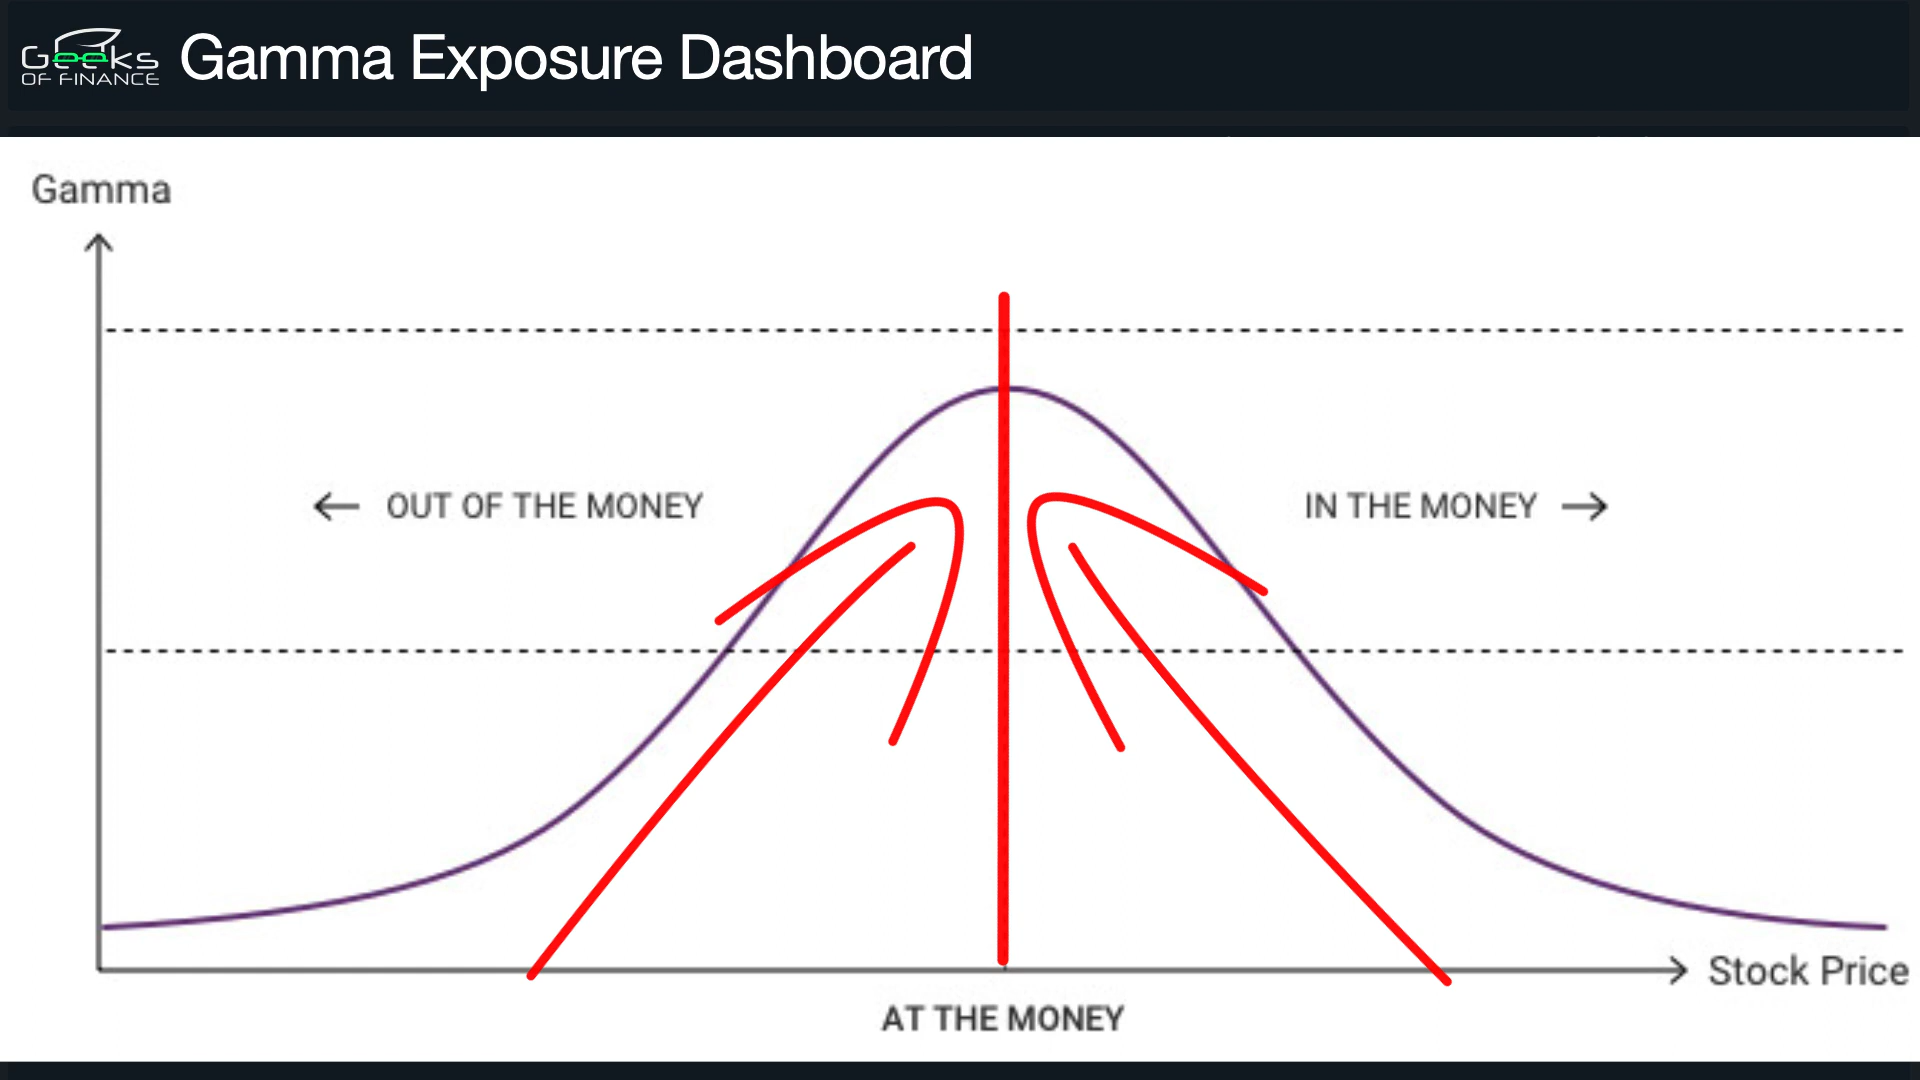 Geeks
OF FINANCE
Gamma Exposure Dashboard
Gamma
OUT OF THE MONEY
IN THE MONEY
Stock Price
AT THE MONEY